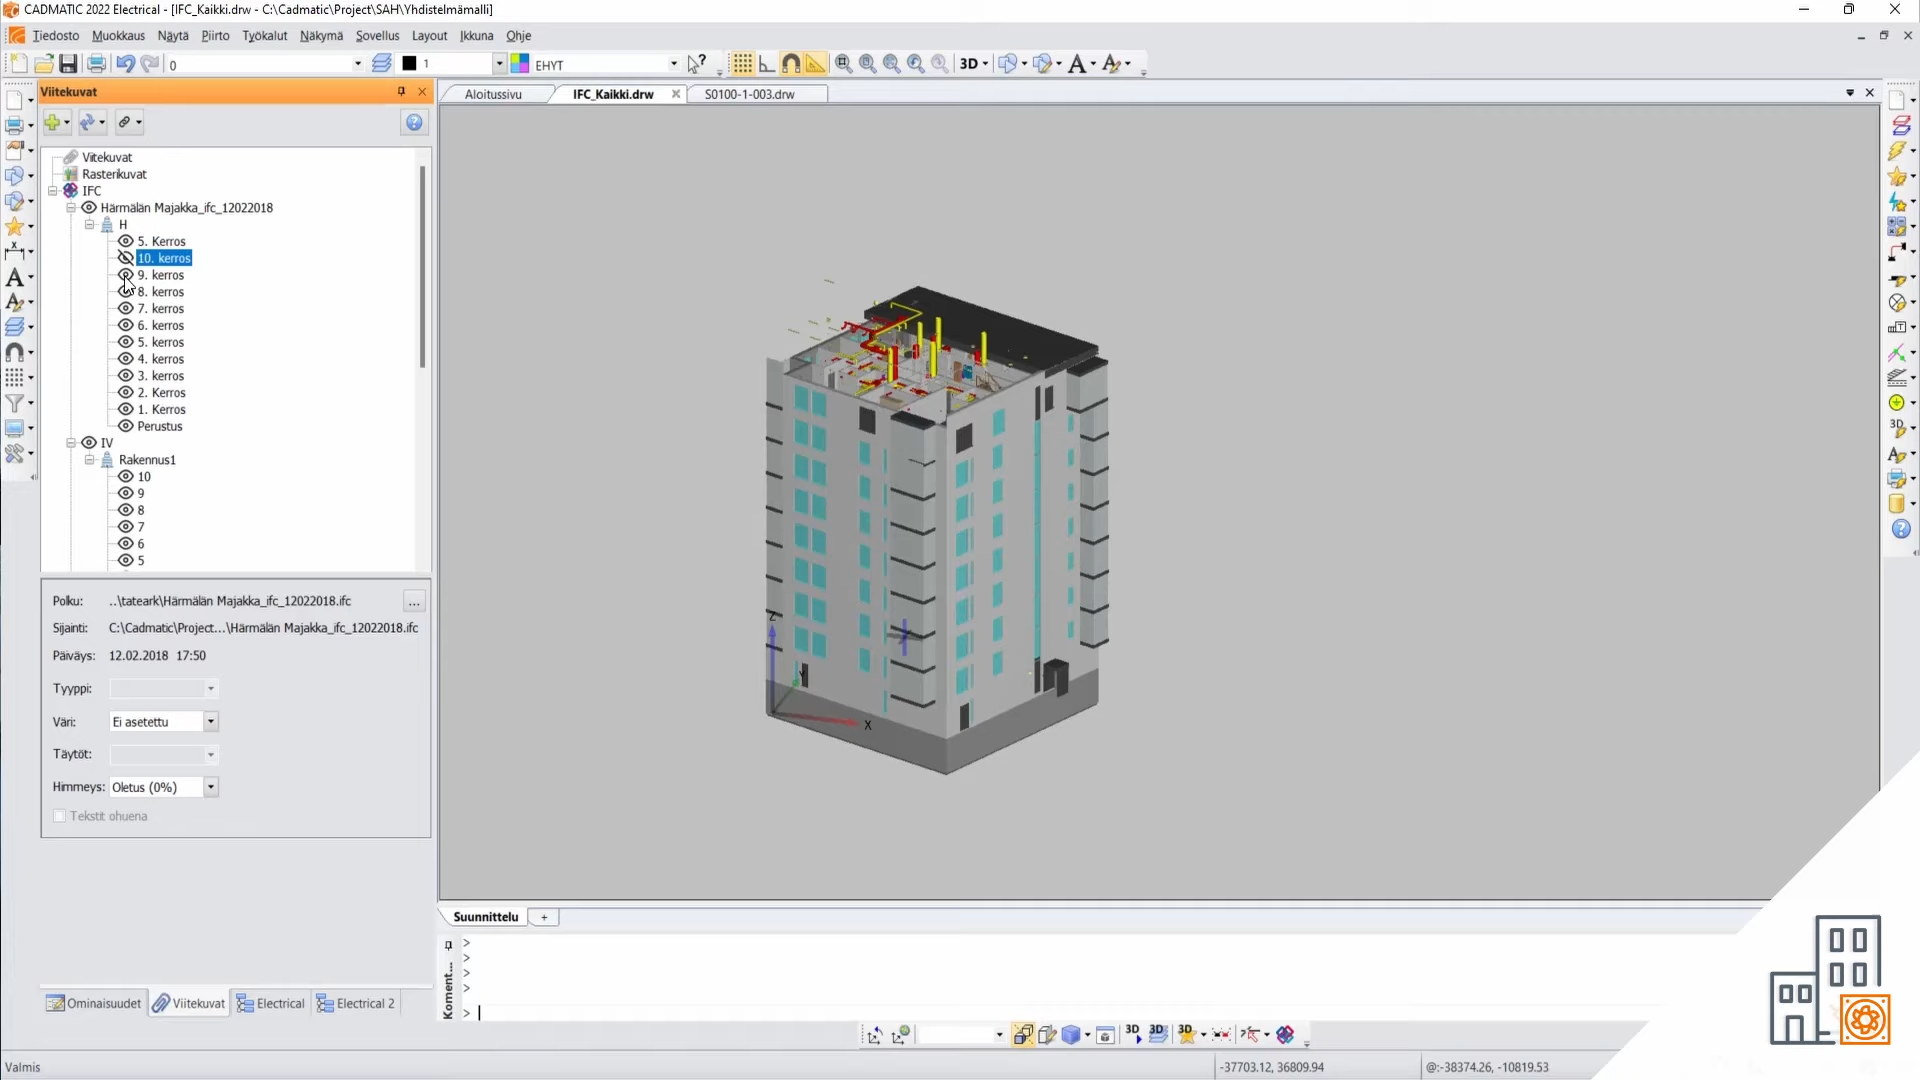 CADMATIC 2022 Electrical - [IFC_Kaikki.drw - C:\Cadmatic\Project\SAH\Yhdistelmämalli]
Tiedosto Muokkaus Näytä Piirto Työkalut Näkymä Sovellus Layout Ikkuna Ohje
0 1 EHYT 3D
Viitekuvat
Aloitussivu IFC_Kaikki.drw S0100-1-003.drw
Viitekuvat
Rasterikuvat
IFC
Härmälän Majakka_ifc_12022018
H
5. Kerros
10. kerros
9. kerros
8. kerros
7. kerros
6. kerros
5. kerros
4. kerros
3. kerros
2. Kerros
1. Kerros
Perustus
IV
Rakennus1
10
9
8
7
6
5
Polku: ..\tateark\Härmälän Majakka_ifc_12022018.ifc ...
Sijainti: C:\Cadmatic\Project...\Härmälän Majakka_ifc_12022018.ifc
Päiväys: 12.02.2018 17:50
Tyyppi:
Väri: Ei asetettu
Täytöt:
Himmeys: Oletus (0%)
Tekstit ohuena
Z
Y
X
Suunnittelu +
Koment...
>
>
>
>
>
Ominaisuudet Viitekuvat Electrical Electrical 2
3D 3D 3D
Valmis -37703.12, 36809.94 @:-38374.26, -10819.53